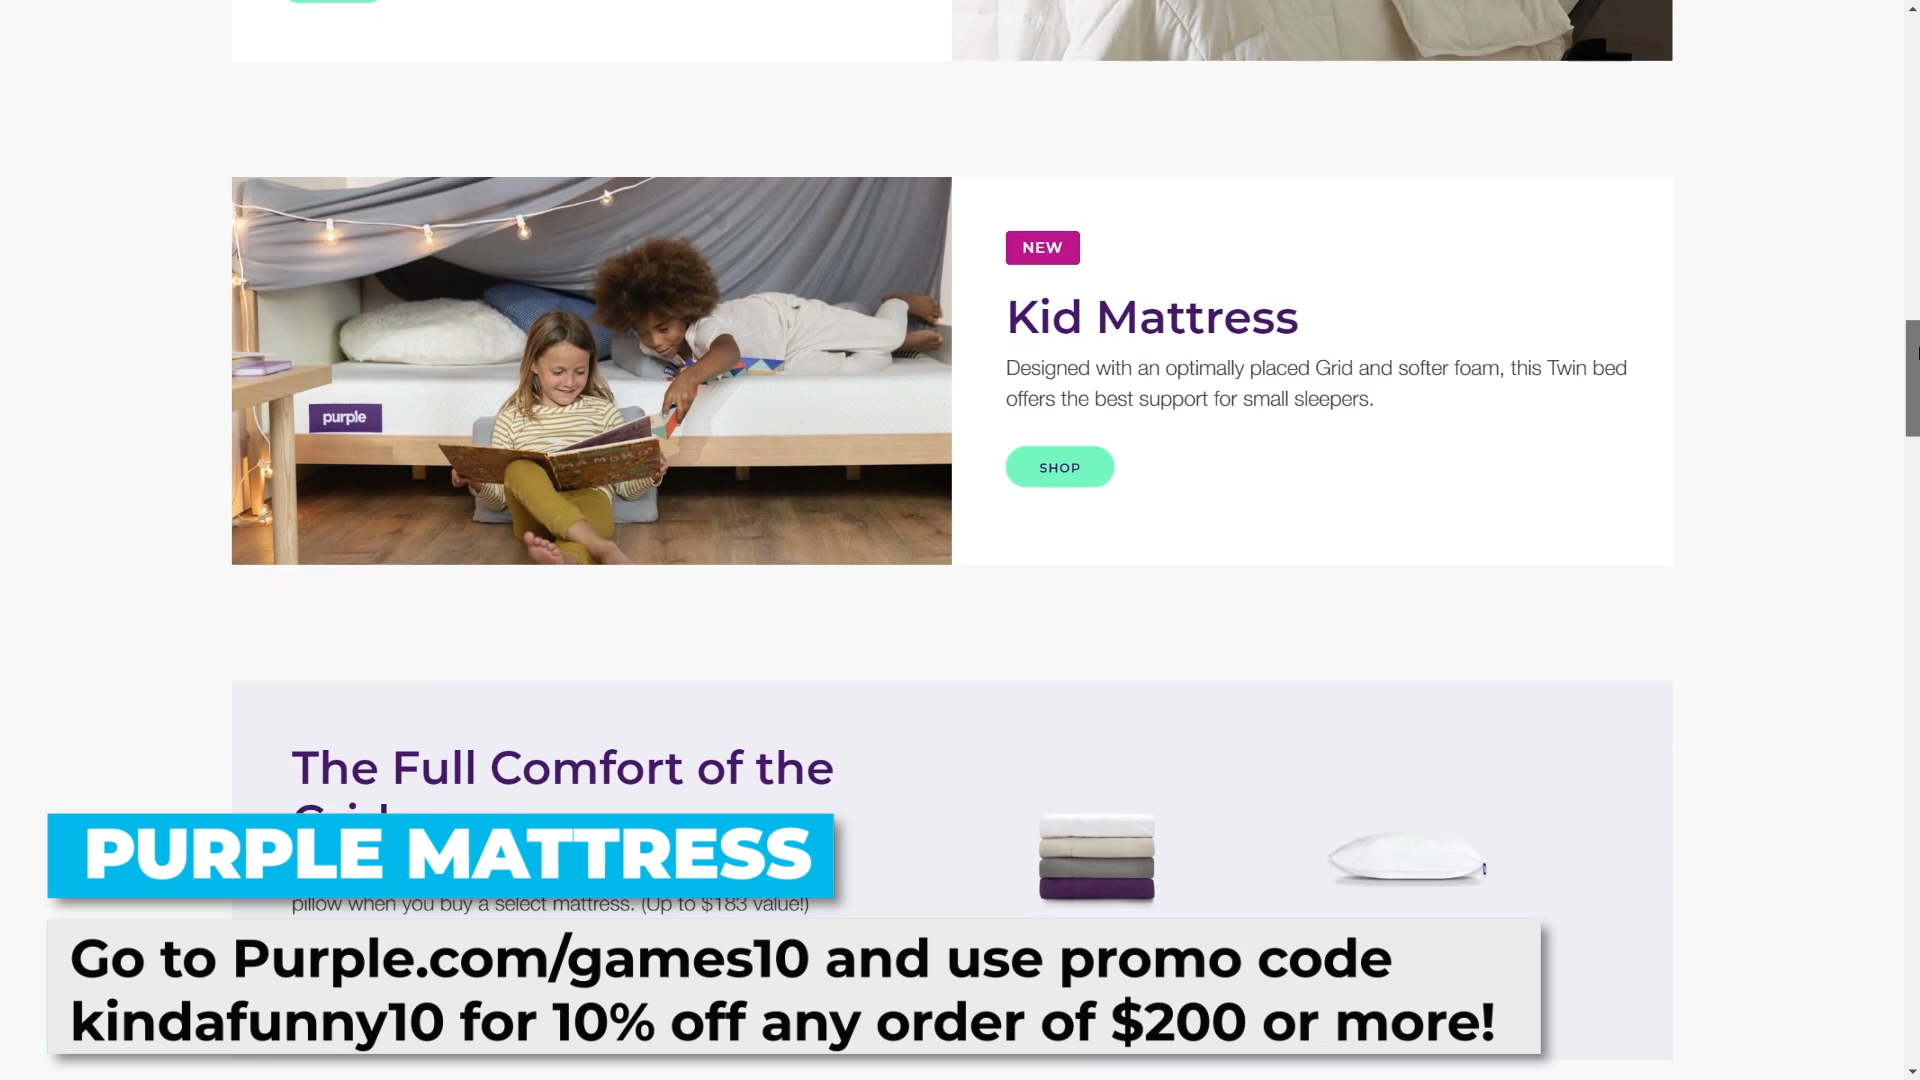 NEW
Kid Mattress
Designed with an optimally placed Grid and softer foam, this Twin bed
offers the best support for small sleepers.
purple
MAMOKO
SHOP
The Full Comfort of the
Grid
PURPLE MATTRESS
pillow when you buy a select mattress. (Up to $183 value!)
Go to Purple.com/games10 and use promo code
kindafunny10 for 10% off any order of $200 or more!